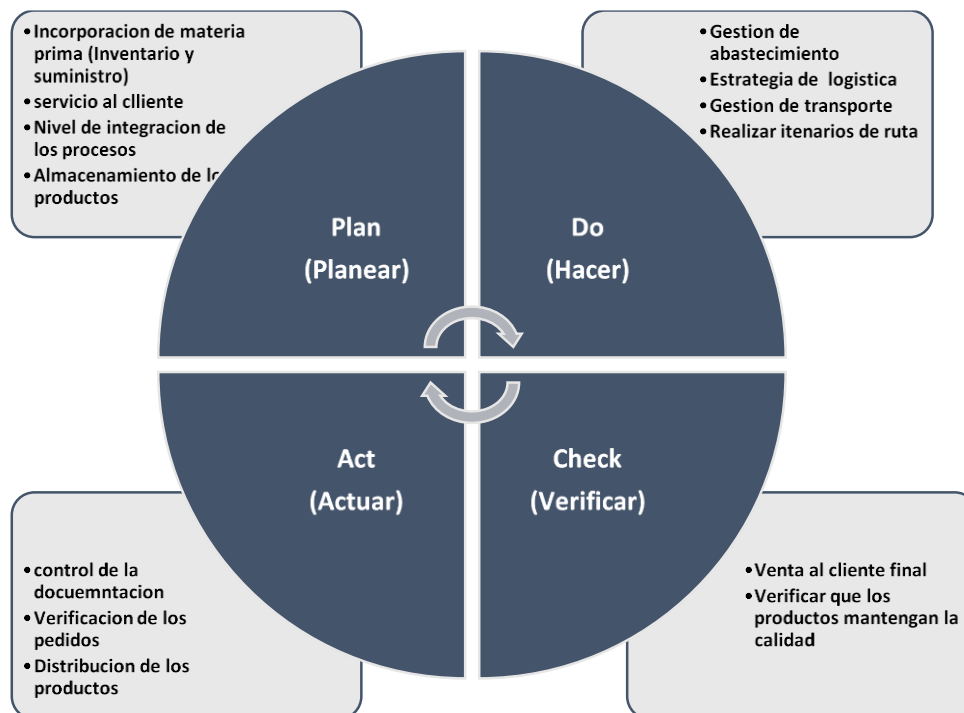 • Incorporacion de materia
prima (Inventario y
suministro)
• servicio al clliente
• Nivel de integracion de
los procesos
• Almacenamiento de
productos
• Gestion de
abastecimiento
• Estrategia de logistica
• Gestion de transporte
• Realizar itenarios de ruta
Plan
(Planear)
Do
(Hacer)
Act
(Actuar)
Check
(Verificar)
• control de la
docuemntacion
• Verificacion de los
pedidos
• Distribucion de los
productos
• Venta al cliente final
• Verificar que los
productos mantengan la
calidad